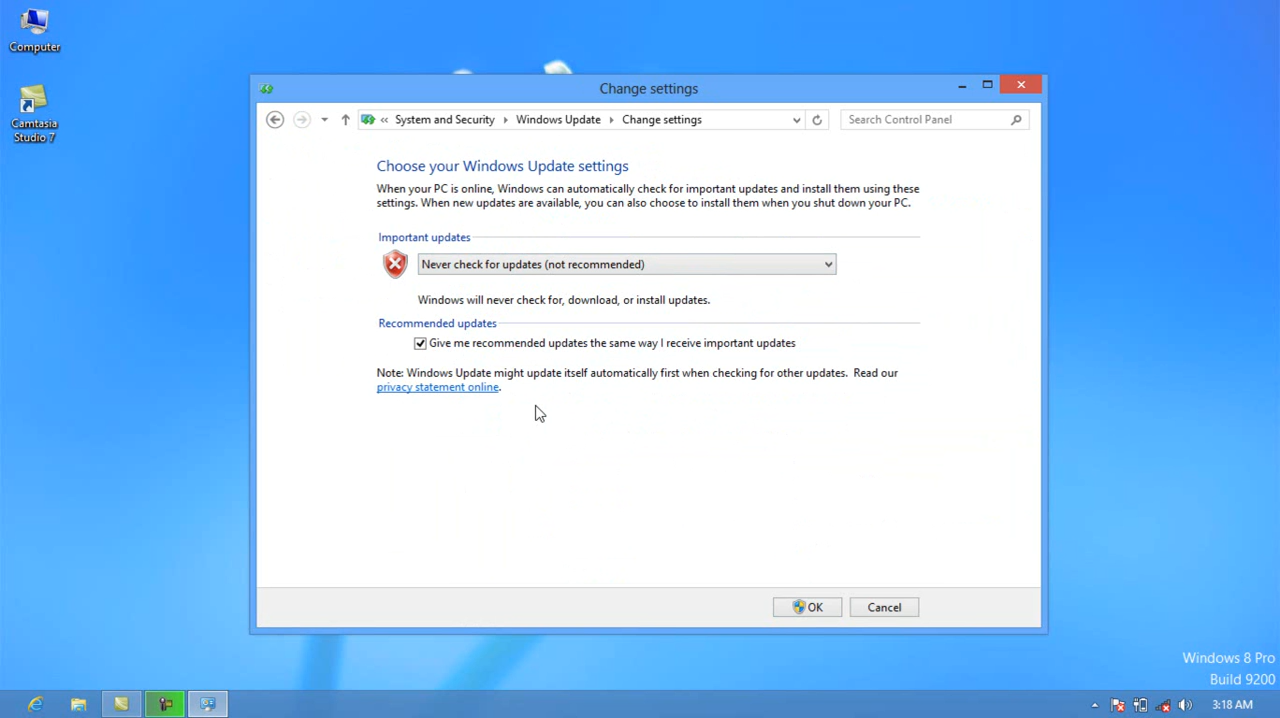 Computer
Camtasia
Studio 7
Change settings
« System and Security Windows Update Change settings
Search Control Panel
Choose your Windows Update settings
When your PC is online, Windows can automatically check for important updates and install them using these
settings. When new updates are available, you can also choose to install them when you shut down your PC.
Important updates
Never check for updates (not recommended)
Windows will never check for, download, or install updates.
Recommended updates
Give me recommended updates the same way I receive important updates
Note: Windows Update might update itself automatically first when checking for other updates. Read our
privacy statement online.
OK
Cancel
Windows 8 Pro
Build 9200
3:18 AM